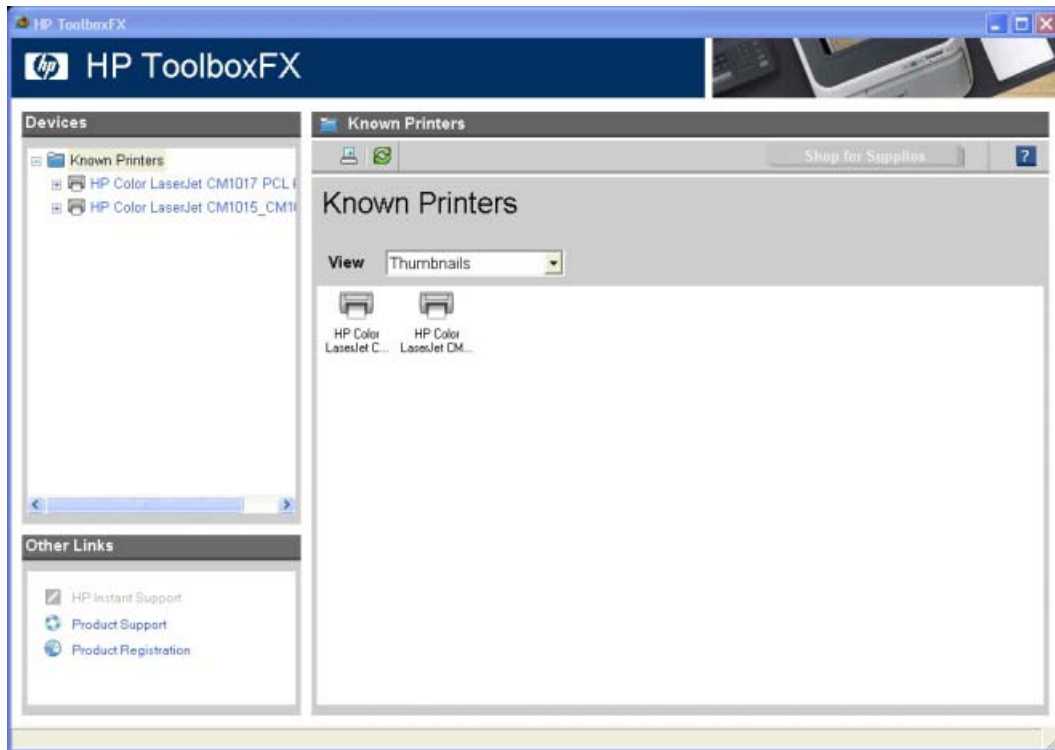 HP ToolboxFX
hp HP ToolboxFX
Devices
Known Printers
HP Color LaserJet CM1017 PCL
HP Color LaserJet CM1015_CM1
Other Links
HP Instant Support
Product Support
Product Registration
Known Printers
Shop for Supplies
?
Known Printers
View Thumbnails
HP Color
LaserJet C...
HP Color
LaserJet CM...